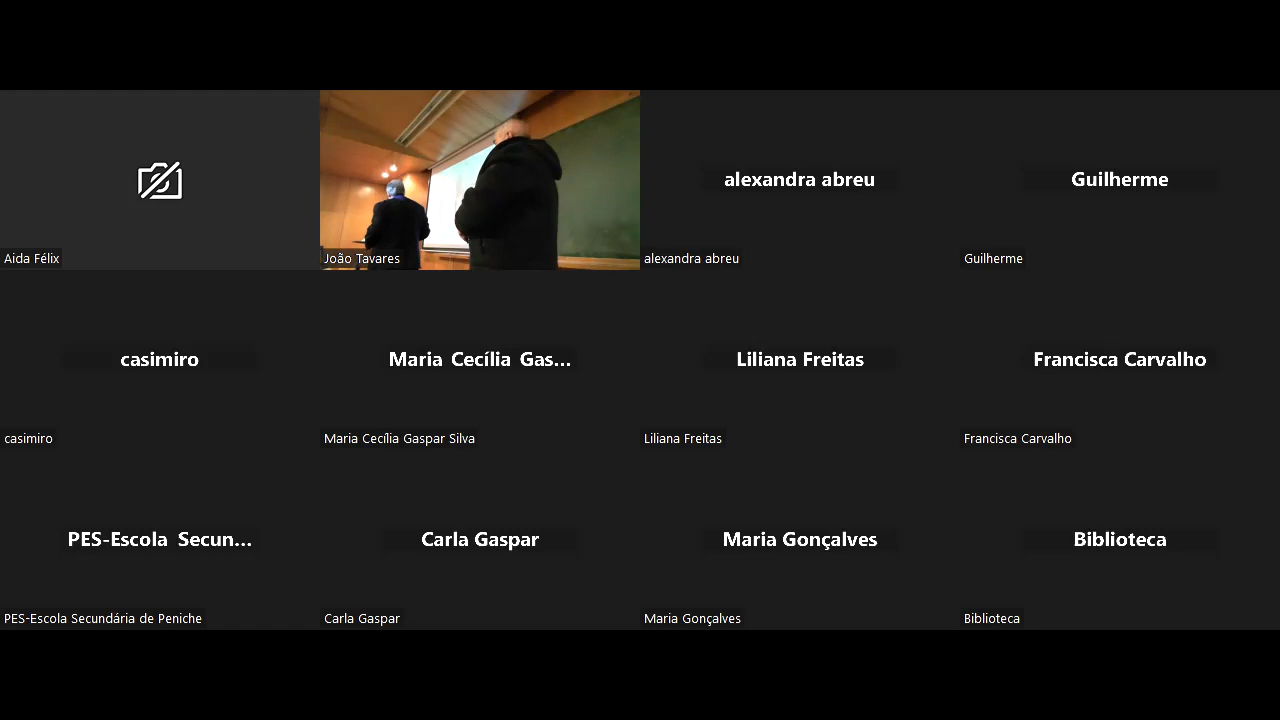 alexandra abreu
Guilherme
Aida Félix
João Tavares
alexandra abreu
Guilherme
casimiro
Maria Cecília Gas...
Liliana Freitas
Francisca Carvalho
casimiro
Maria Cecília Gaspar Silva
Liliana Freitas
Francisca Carvalho
PES-Escola Secun...
Carla Gaspar
Maria Gonçalves
Biblioteca
PES-Escola Secundária de Peniche
Carla Gaspar
Maria Gonçalves
Biblioteca